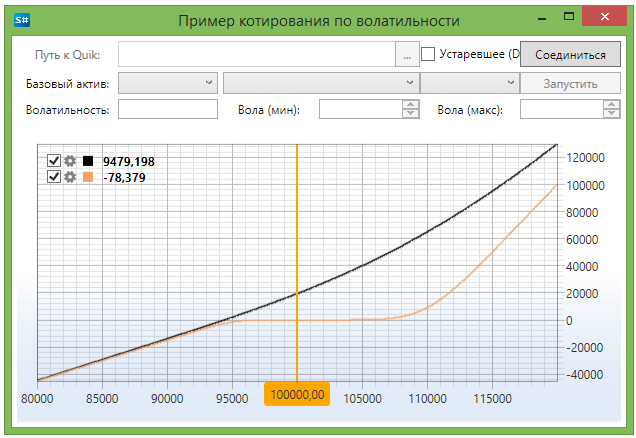 S#
Пример котирования по волатильности
Путь к Quik: ... Устаревшее (D Соединиться
Базовый актив: Запустить
Волатильность: Вола (мин): Вола (макс):
9479,198
-78,379
120000
100000
80000
60000
40000
20000
0
-20000
-40000
80000 85000 90000 95000 100000,00 105000 110000 115000